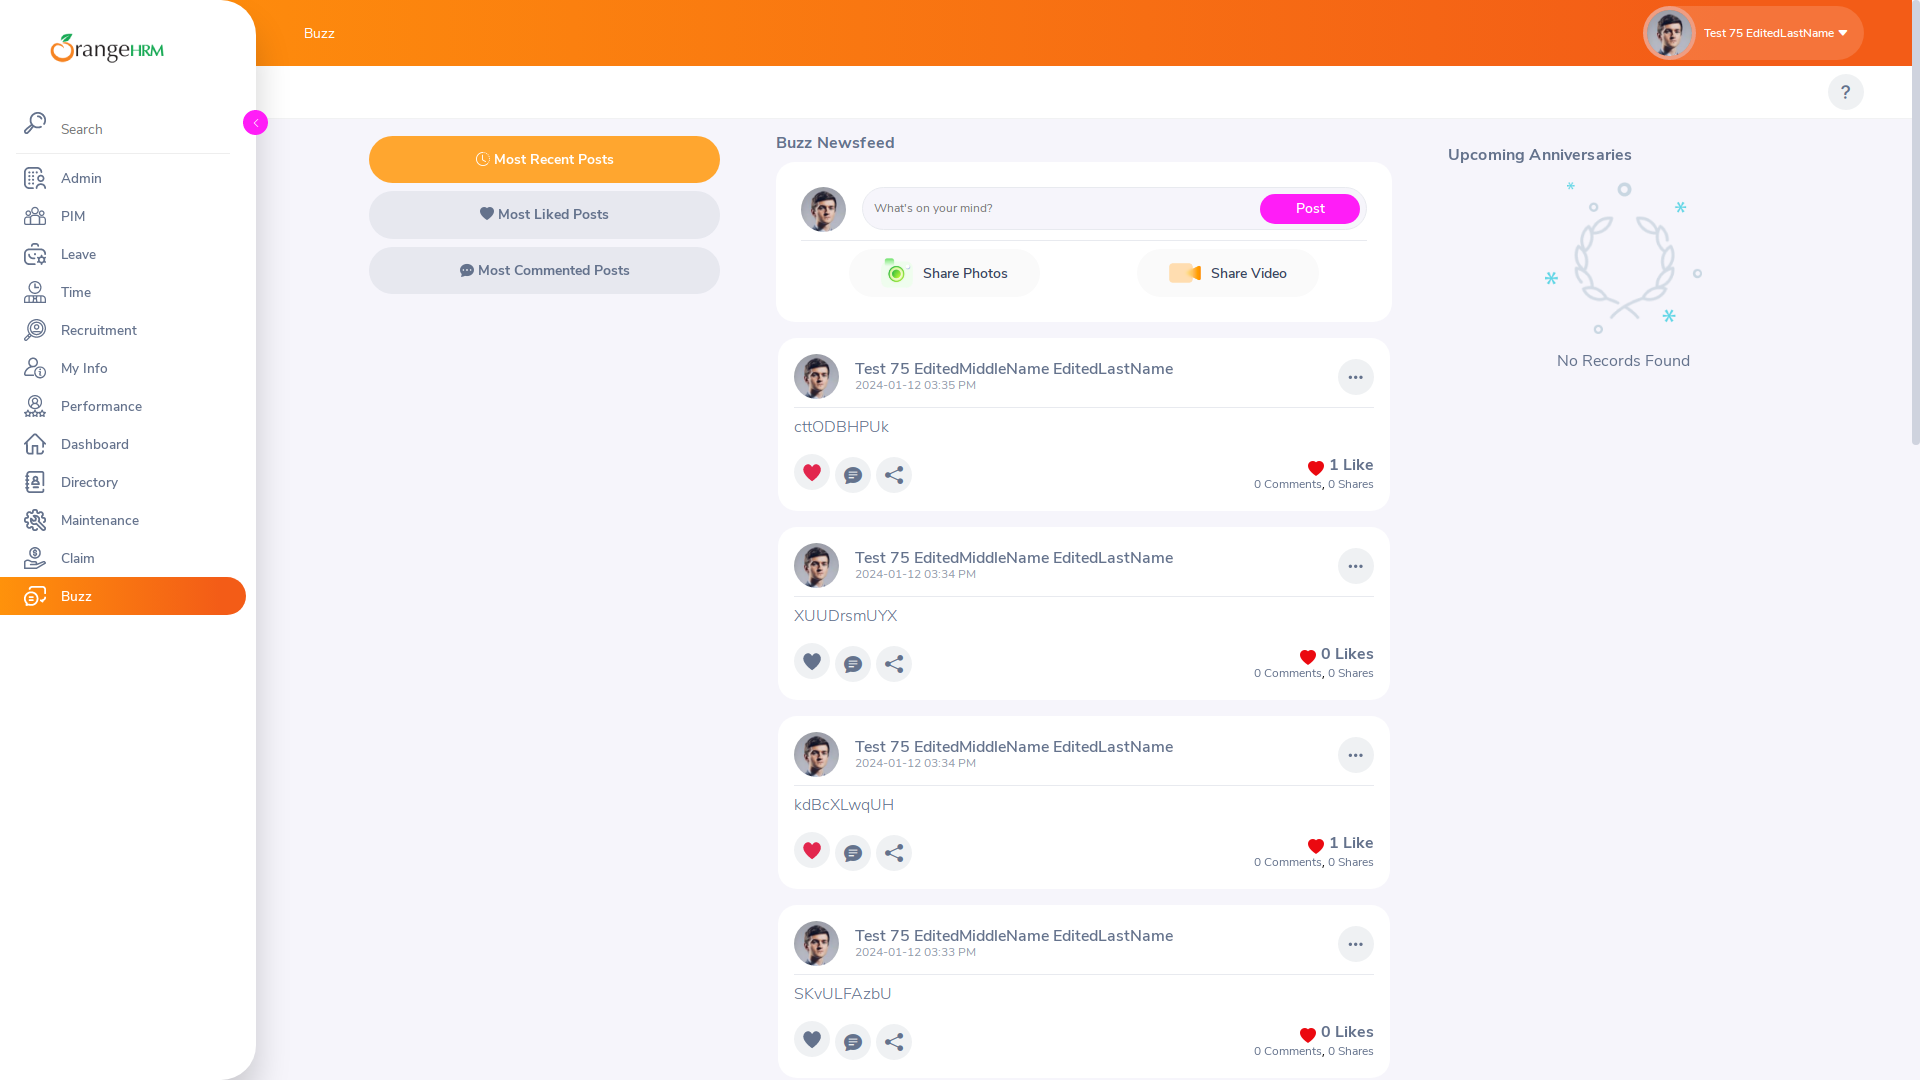 OrangeHRM
Search
Admin
PIM
Leave
Time
Recruitment
My Info
Performance
Dashboard
Directory
Maintenance
Claim
Buzz
Buzz
Test 75 EditedLastName
?
Most Recent Posts
Most Liked Posts
Most Commented Posts
Buzz Newsfeed
What's on your mind?
Post
Share Photos
Share Video
Test 75 EditedMiddleName EditedLastName
2024-01-12 03:35 PM
cttODBHPUk
1 Like
0 Comments, 0 Shares
Test 75 EditedMiddleName EditedLastName
2024-01-12 03:34 PM
XUUDrsmUYX
0 Likes
0 Comments, 0 Shares
Test 75 EditedMiddleName EditedLastName
2024-01-12 03:34 PM
kdBcXLwqUH
1 Like
0 Comments, 0 Shares
Test 75 EditedMiddleName EditedLastName
2024-01-12 03:33 PM
SKvULFAzbU
0 Likes
0 Comments, 0 Shares
Upcoming Anniversaries
No Records Found